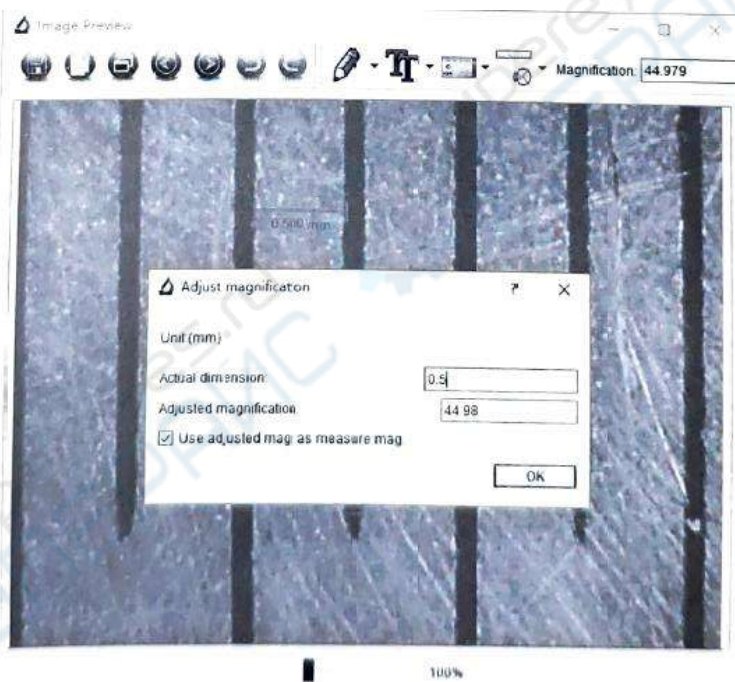 Image Preview
Magnification: 44.979
0.500 mm
Adjust magnification
?
Unit (mm)
Actual dimension:
0.5
Adjusted magnification
44.98
Use adjusted mag as measure mag
OK
100%